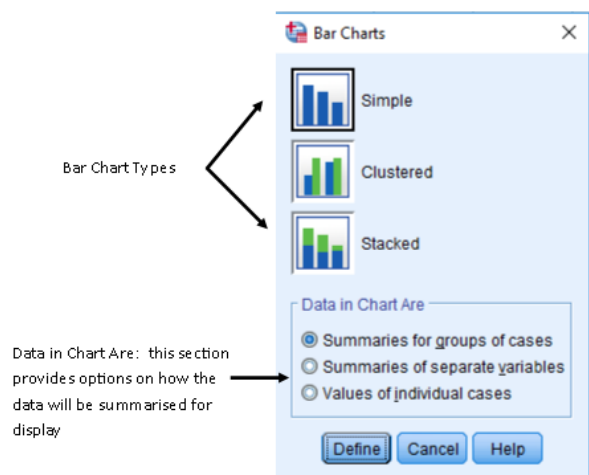 Bar Charts
Simple
Bar Chart Types
Clustered
Stacked
Data in Chart Are
Summaries for groups of cases
Summaries of separate variables
Values of individual cases
Data in Chart Are: this section
provides options on how the
data will be summarised for
display
Define Cancel Help